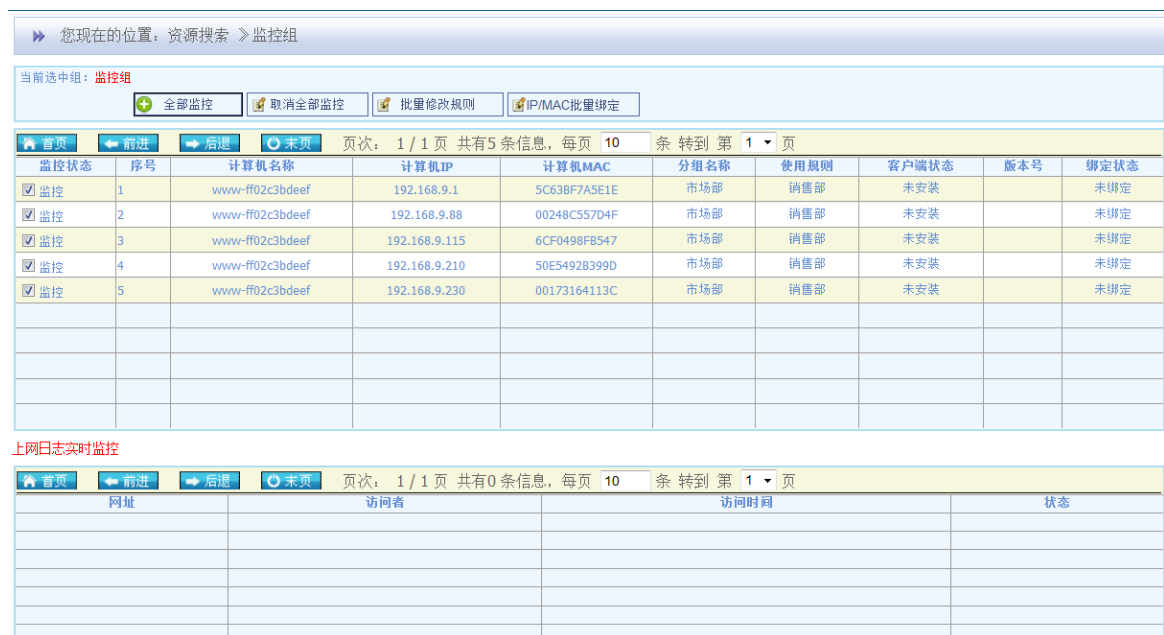 您现在的位置：资源搜索 》监控组
当前选中组：监控组
全部监控 取消全部监控 批量修改规则 IP/MAC批量绑定
首页 前进 后退 末页 页次： 1 / 1 页 共有5 条信息，每页 10 条 转到 第 1 页
监控状态 序号 计算机名称 计算机IP 计算机MAC 分组名称 使用规则 客户端状态 版本号 绑定状态
监控 1 www-ff02c3bdeef 192.168.9.1 5C63BF7A5E1E 市场部 销售部 未安装 未绑定
监控 2 www-ff02c3bdeef 192.168.9.88 00248C557D4F 市场部 销售部 未安装 未绑定
监控 3 www-ff02c3bdeef 192.168.9.115 6CF0498FB547 市场部 销售部 未安装 未绑定
监控 4 www-ff02c3bdeef 192.168.9.210 50E5492B399D 市场部 销售部 未安装 未绑定
监控 5 www-ff02c3bdeef 192.168.9.230 00173164113C 市场部 销售部 未安装 未绑定
上网日志实时监控
首页 前进 后退 末页 页次： 1 / 1 页 共有0 条信息，每页 10 条 转到 第 1 页
网址 访问者 访问时间 状态